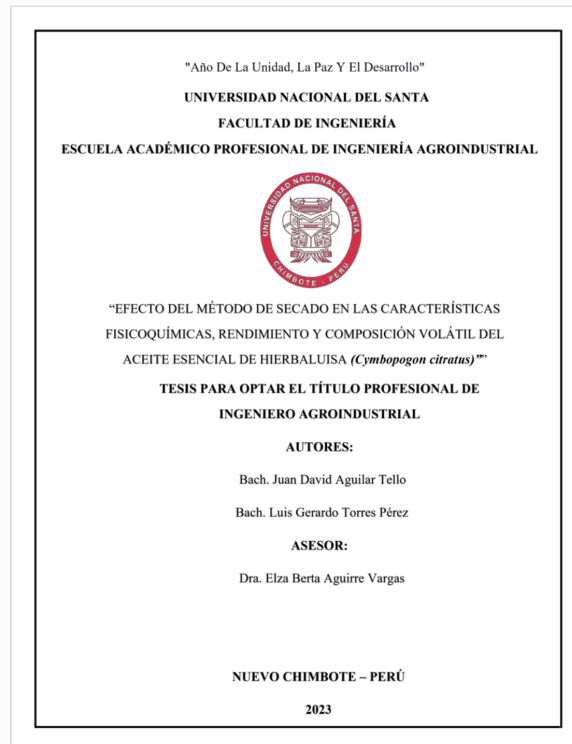 "Año De La Unidad, La Paz Y El Desarrollo"
UNIVERSIDAD NACIONAL DEL SANTA
FACULTAD DE INGENIERÍA
ESCUELA ACADÉMICO PROFESIONAL DE INGENIERÍA AGROINDUSTRIAL
UNIVERSIDAD NACIONAL DEL SANTA
CHIMBOTE - PERÚ
“EFECTO DEL MÉTODO DE SECADO EN LAS CARACTERÍSTICAS
FISICOQUÍMICAS, RENDIMIENTO Y COMPOSICIÓN VOLÁTIL DEL
ACEITE ESENCIAL DE HIERBALUISA (Cymbopogon citratus)””
TESIS PARA OPTAR EL TÍTULO PROFESIONAL DE
INGENIERO AGROINDUSTRIAL
AUTORES:
Bach. Juan David Aguilar Tello
Bach. Luis Gerardo Torres Pérez
ASESOR:
Dra. Elza Berta Aguirre Vargas
NUEVO CHIMBOTE – PERÚ
2023